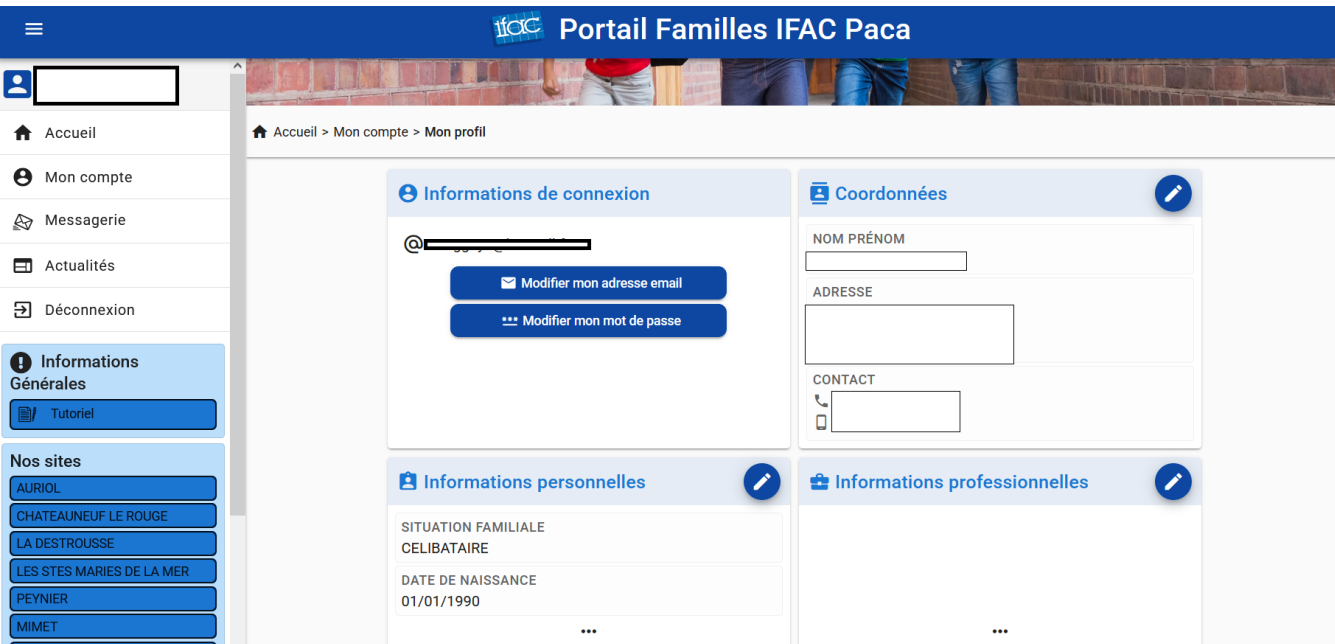 ifac Portail Familles IFAC Paca
Accueil
Mon compte
Messagerie
Actualités
Déconnexion
Informations
Générales
Tutoriel
Nos sites
AURIOL
CHATEAUNEUF LE ROUGE
LA DESTROUSSE
LES STES MARIES DE LA MER
PEYNIER
MIMET
Accueil > Mon compte > Mon profil
Informations de connexion
@
Modifier mon adresse email
Modifier mon mot de passe
Coordonnées
NOM PRÉNOM
ADRESSE
CONTACT
Informations personnelles
SITUATION FAMILIALE
CELIBATAIRE
DATE DE NAISSANCE
01/01/1990
...
Informations professionnelles
...